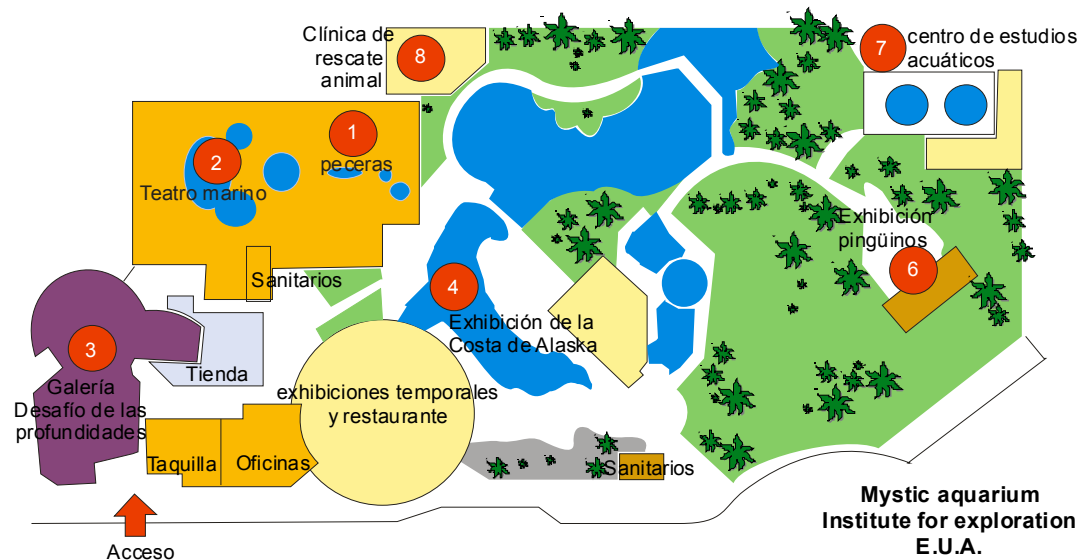 Clínica de
rescate
animal
8
7
centro de estudios
acuáticos
1
peceras
2
Teatro marino
Sanitarios
Exhibición
pingüinos
6
4
Exhibición de la
Costa de Alaska
3
Galería
Desafío de las
profundidades
Tienda
exhibiciones temporales
y restaurante
Taquilla
Oficinas
Sanitarios
Acceso
Mystic aquarium
Institute for exploration
E.U.A.